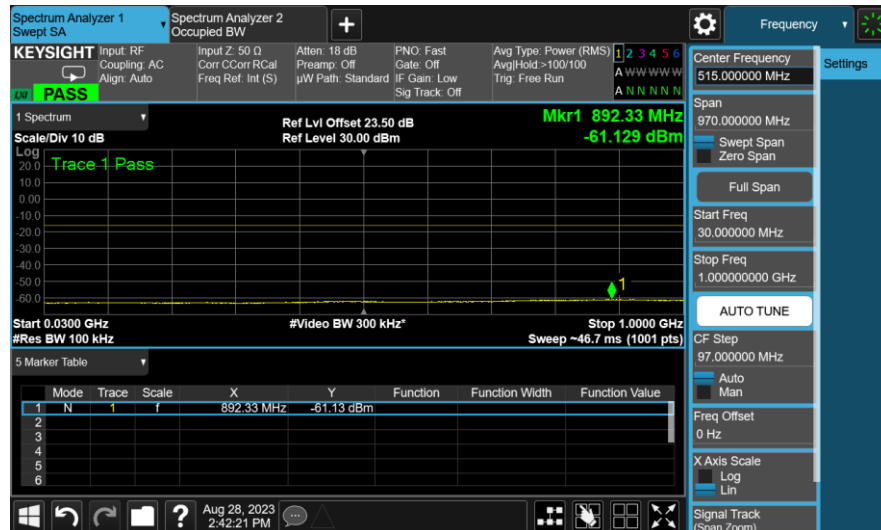 Spectrum Analyzer 1
Swept SA
Spectrum Analyzer 2
Occupied BW
Frequency
KEYSIGHT
Input: RF
Coupling: AC
Align: Auto
Input Z: 50 Ω
Corr CCorr RCal
Freq Ref: Int (S)
Atten: 18 dB
Preamp: Off
µW Path: Standard
PNO: Fast
Gate: Off
IF Gain: Low
Sig Track: Off
Avg Type: Power (RMS)
Avg|Hold:>100/100
Trig: Free Run
1 2 3 4 5 6
A W W W W W
A N N N N N
LXI
PASS
1 Spectrum
Scale/Div 10 dB
Ref Lvl Offset 23.50 dB
Ref Level 30.00 dBm
Mkr1 892.33 MHz
-61.129 dBm
Log
Trace 1 Pass
20.0
10.0
0.00
-10.0
-20.0
-30.0
-40.0
-50.0
-60.0
1
Start 0.0300 GHz
#Res BW 100 kHz
#Video BW 300 kHz*
Stop 1.0000 GHz
Sweep ~46.7 ms (1001 pts)
5 Marker Table
Mode Trace Scale X Y Function Function Width Function Value
1 N 1 f 892.33 MHz -61.13 dBm
2
3
4
5
6
Center Frequency
515.000000 MHz
Span
970.000000 MHz
Swept Span
Zero Span
Full Span
Start Freq
30.000000 MHz
Stop Freq
1.000000000 GHz
AUTO TUNE
CF Step
97.000000 MHz
Auto
Man
Freq Offset
0 Hz
X Axis Scale
Log
Lin
Signal Track
(Span Zoom)
Settings
?
Aug 28, 2023
2:42:21 PM